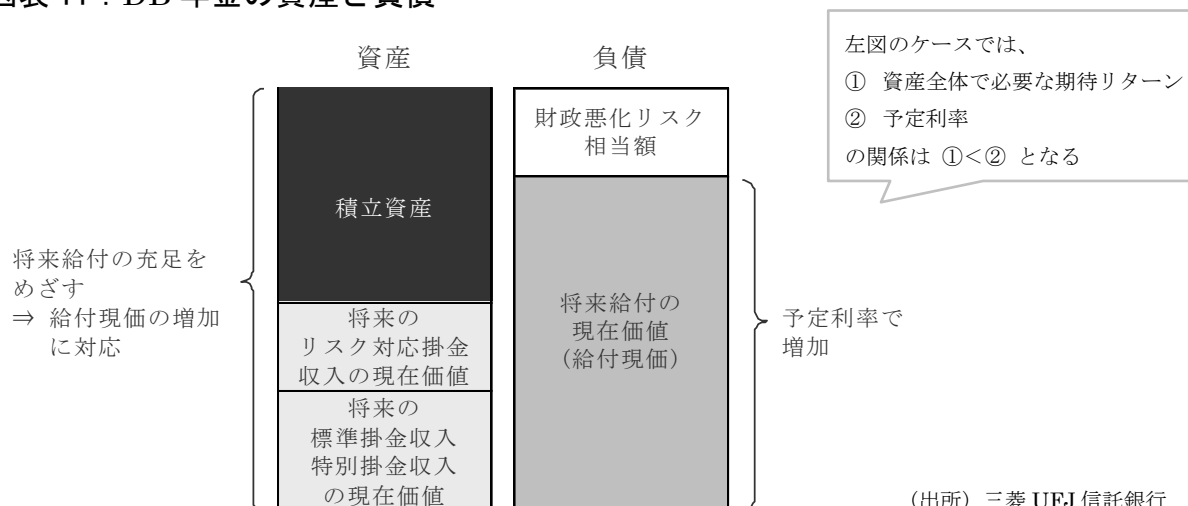 図表 11：DB 年金の資産と負債
資産
負債
左図のケースでは、
① 資産全体で必要な期待リターン
② 予定利率
の関係は ①＜② となる
財政悪化リスク
相当額
積立資産
将来給付の充足を
めざす
⇒ 給付現価の増加
に対応
将来の
リスク対応掛金
収入の現在価値
将来の
標準掛金収入
特別掛金収入
の現在価値
将来給付の
現在価値
(給付現価)
予定利率で
増加
（出所）三菱 UFJ 信託銀行